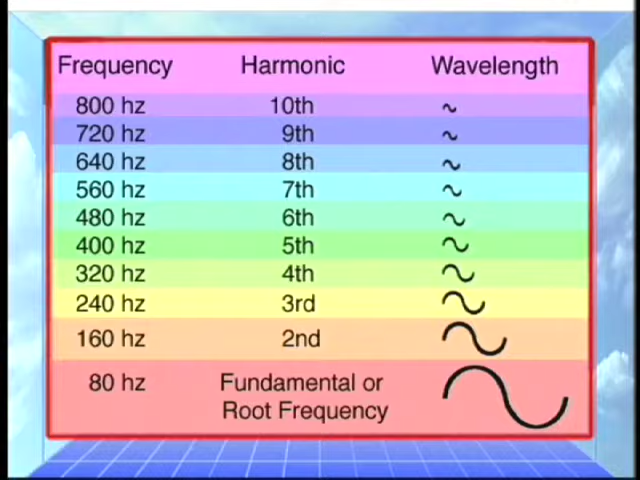 Frequency Harmonic Wavelength
800 hz 10th
720 hz 9th
640 hz 8th
560 hz 7th
480 hz 6th
400 hz 5th
320 hz 4th
240 hz 3rd
160 hz 2nd
80 hz Fundamental or
Root Frequency